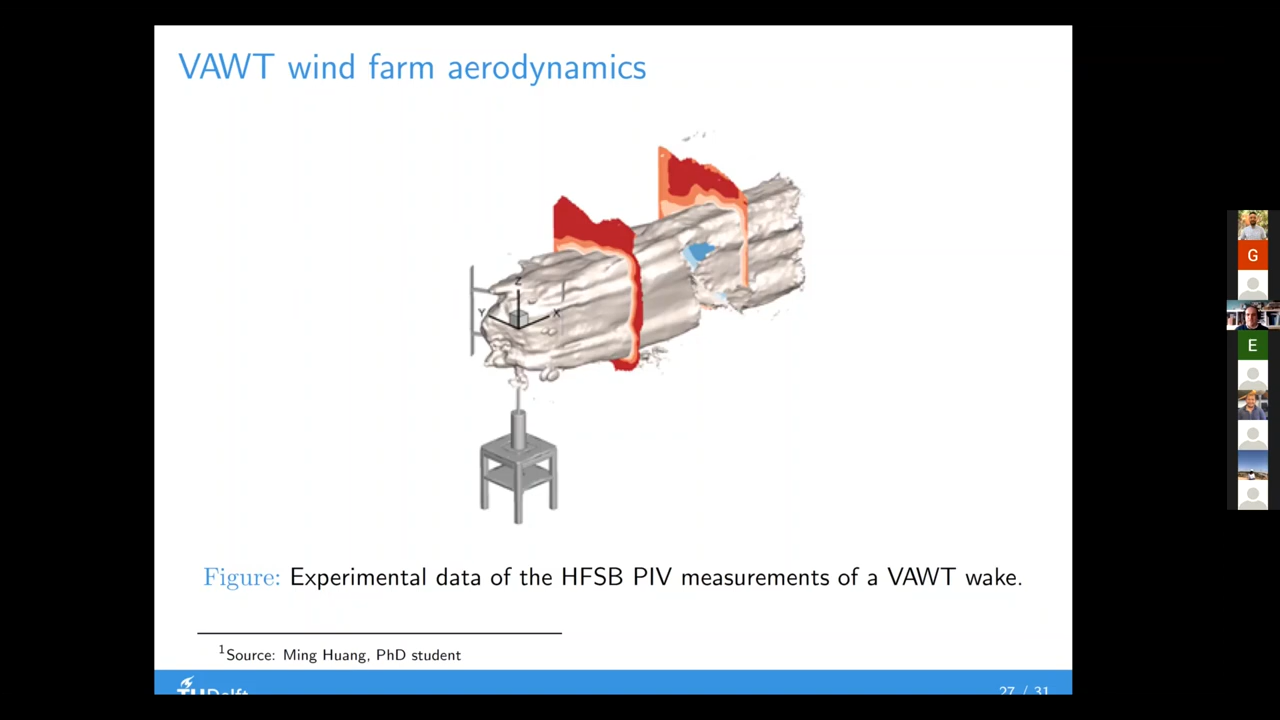 VAWT wind farm aerodynamics
Z
Y
X
Figure: Experimental data of the HFSB PIV measurements of a VAWT wake.
1Source: Ming Huang, PhD student
TUDelft
27 / 31
G
E